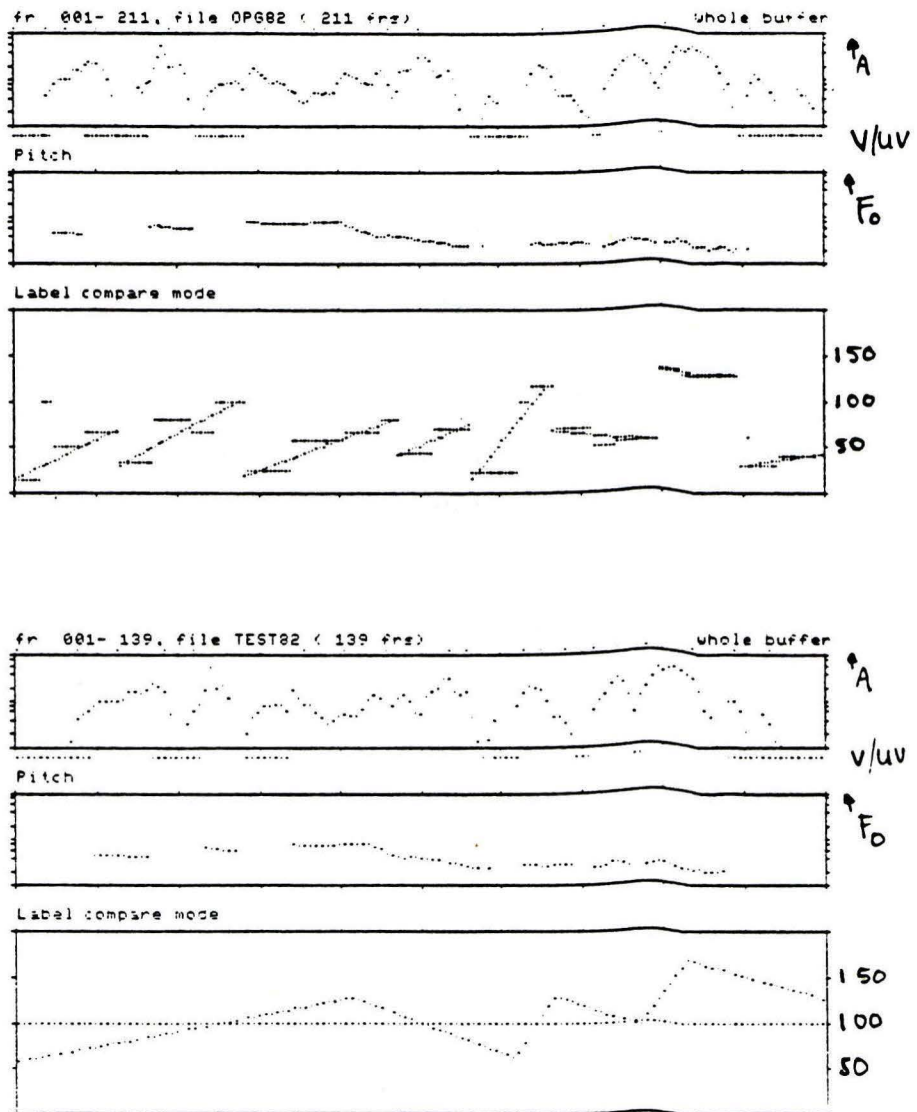 fr 001- 211, file OPG82 ( 211 frs) whole buffer
↑A
V/UV
Pitch
↑F₀
Label compare mode
150
100
50
fr 001- 139, file TEST82 ( 139 frs) whole buffer
↑A
V/UV
Pitch
↑F₀
Label compare mode
150
100
50